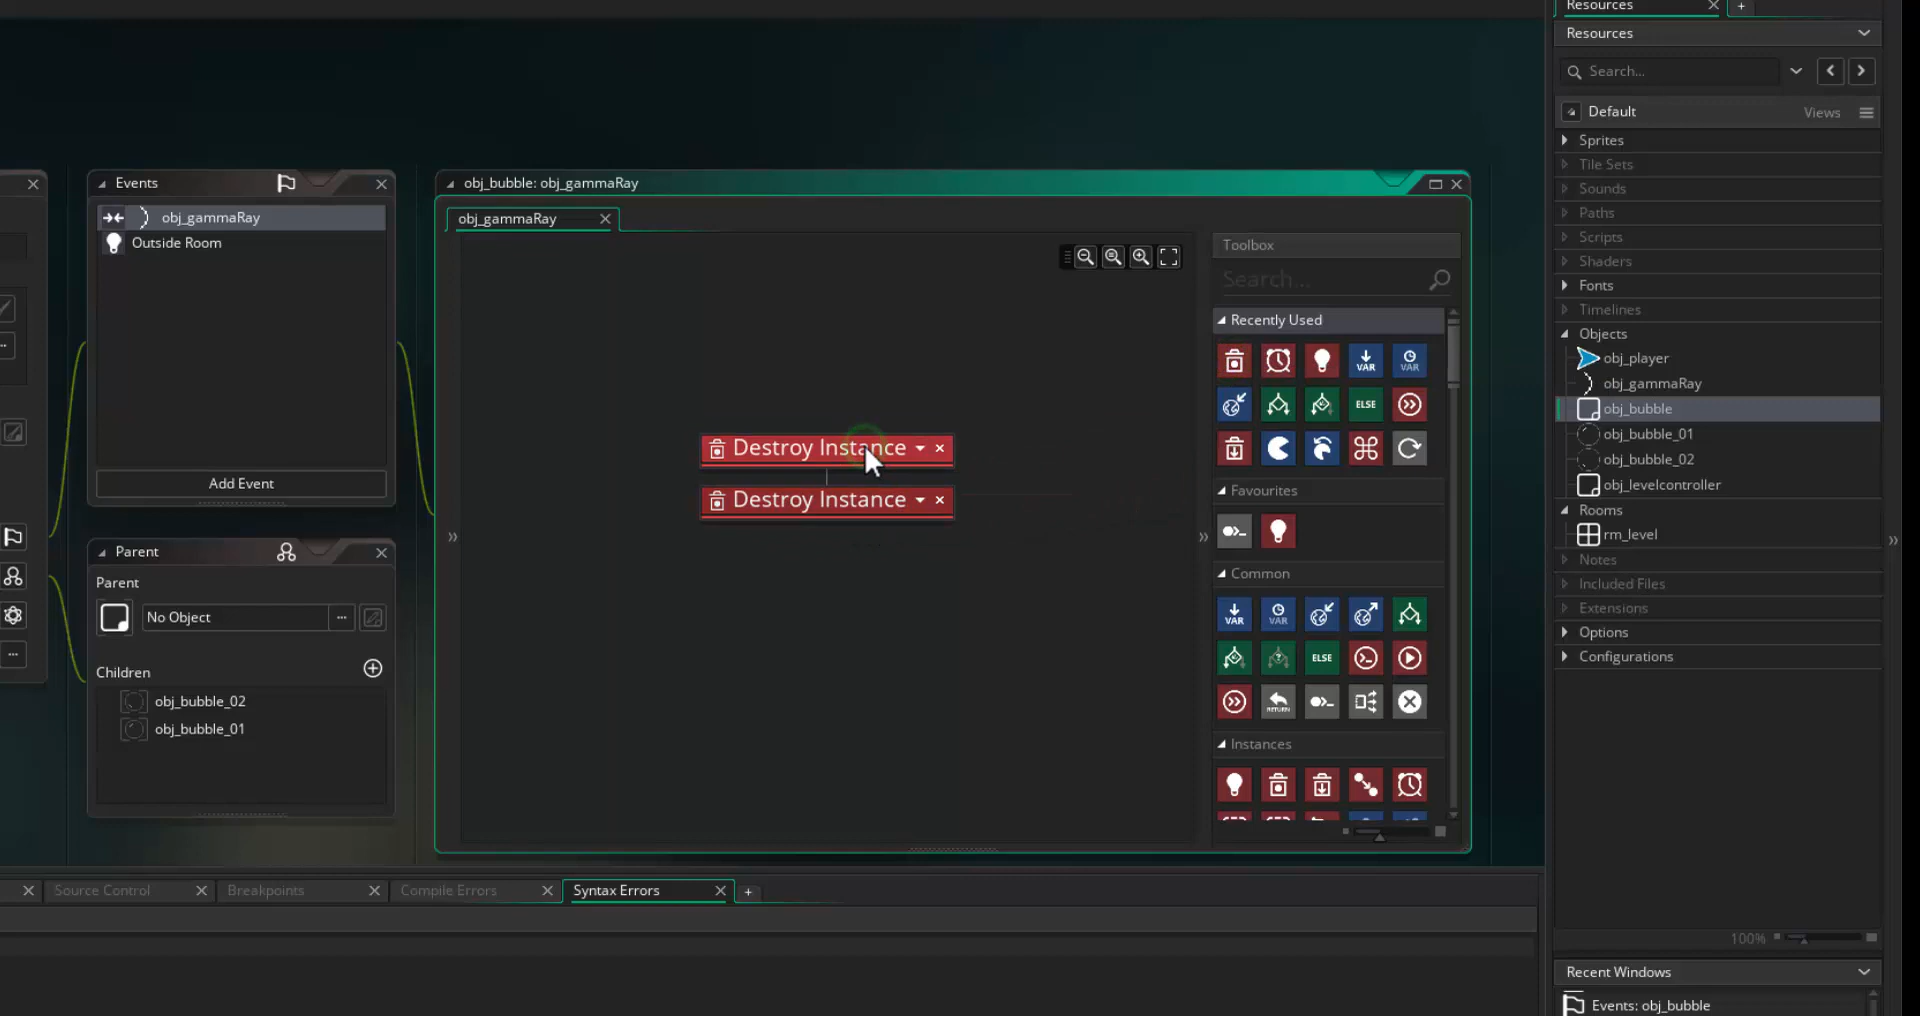 Resources
Resources
Search...
Default
Views
Sprites
Tile Sets
Sounds
Paths
Scripts
Shaders
Fonts
Timelines
Objects
obj_player
obj_gammaRay
obj_bubble
obj_bubble_01
obj_bubble_02
obj_levelcontroller
Rooms
rm_level
Notes
Included Files
Extensions
Options
Configurations
100%
Recent Windows
Events: obj_bubble
Events
obj_gammaRay
Outside Room
Add Event
Parent
Parent
No Object
Children
obj_bubble_02
obj_bubble_01
obj_bubble: obj_gammaRay
obj_gammaRay
Destroy Instance
Destroy Instance
Toolbox
Search...
Recently Used
VAR
VAR
ELSE
Favourites
Common
VAR
VAR
ELSE
RETURN
Instances
Source Control
Breakpoints
Compile Errors
Syntax Errors